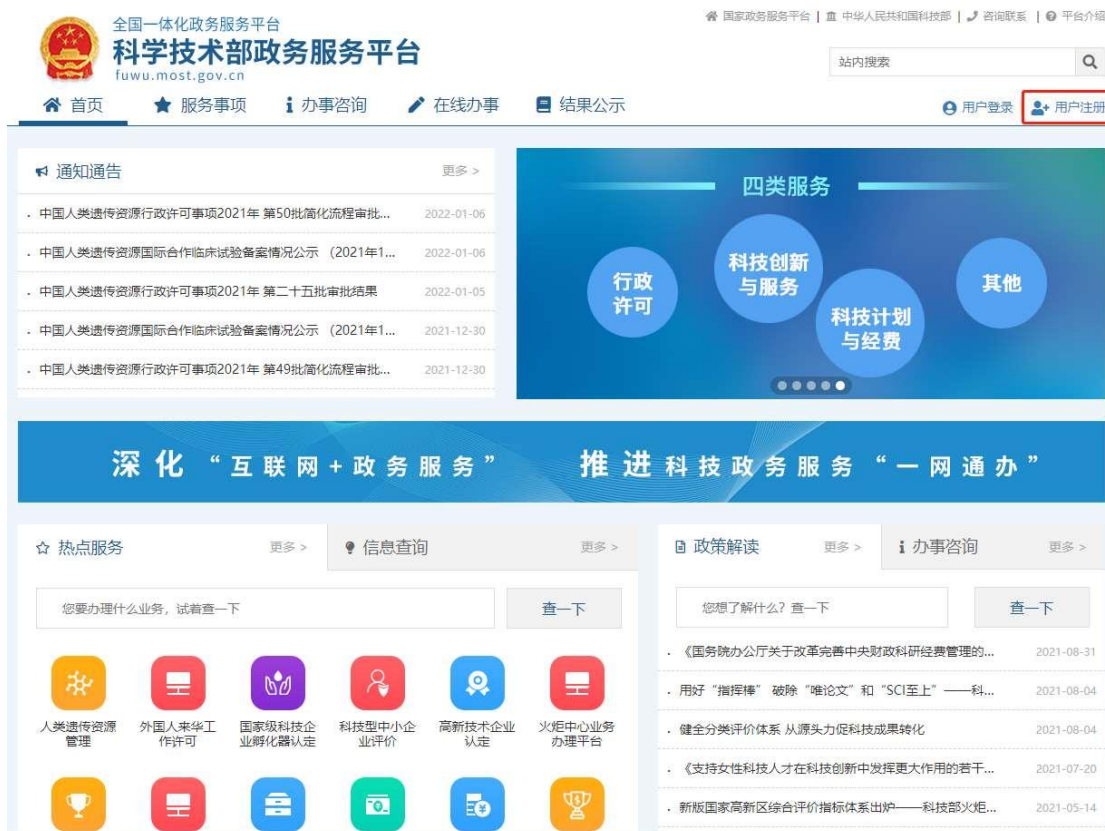 全国一体化政务服务平台
科学技术部政务服务平台
fuwu.most.gov.cn
国家政务服务平台 | 中华人民共和国科技部 | 咨询联系 | 平台介绍
站内搜索
首页 服务事项 办事咨询 在线办事 结果公示 用户登录 用户注册
通知通告 更多 >
. 中国人类遗传资源行政许可事项2021年 第50批简化流程审批... 2022-01-06
. 中国人类遗传资源国际合作临床试验备案情况公示 （2021年1... 2022-01-06
. 中国人类遗传资源行政许可事项2021年 第二十五批审批结果 2022-01-05
. 中国人类遗传资源国际合作临床试验备案情况公示 （2021年1... 2021-12-30
. 中国人类遗传资源行政许可事项2021年 第49批简化流程审批... 2021-12-30
四类服务
行政
许可
科技创新
与服务
科技计划
与经费
其他
深化“互联网+政务服务” 推进科技政务服务“一网通办”
热点服务 更多 > 信息查询 更多 >
您要办理什么业务，试着查一下 查一下
人类遗传资源
管理
外国人来华工
作许可
国家级科技企
业孵化器认定
科技型中小企
业评价
高新技术企业
认定
火炬中心业务
办理平台
政策解读 更多 > 办事咨询 更多 >
您想了解什么？查一下 查一下
. 《国务院办公厅关于改革完善中央财政科研经费管理的... 2021-08-31
. 用好“指挥棒” 破除“唯论文”和“SCI至上”——科... 2021-08-04
. 健全分类评价体系 从源头力促科技成果转化 2021-08-04
. 《支持女性科技人才在科技创新中发挥更大作用的若干... 2021-07-20
. 新版国家高新区综合评价指标体系出炉——科技部火炬... 2021-05-14